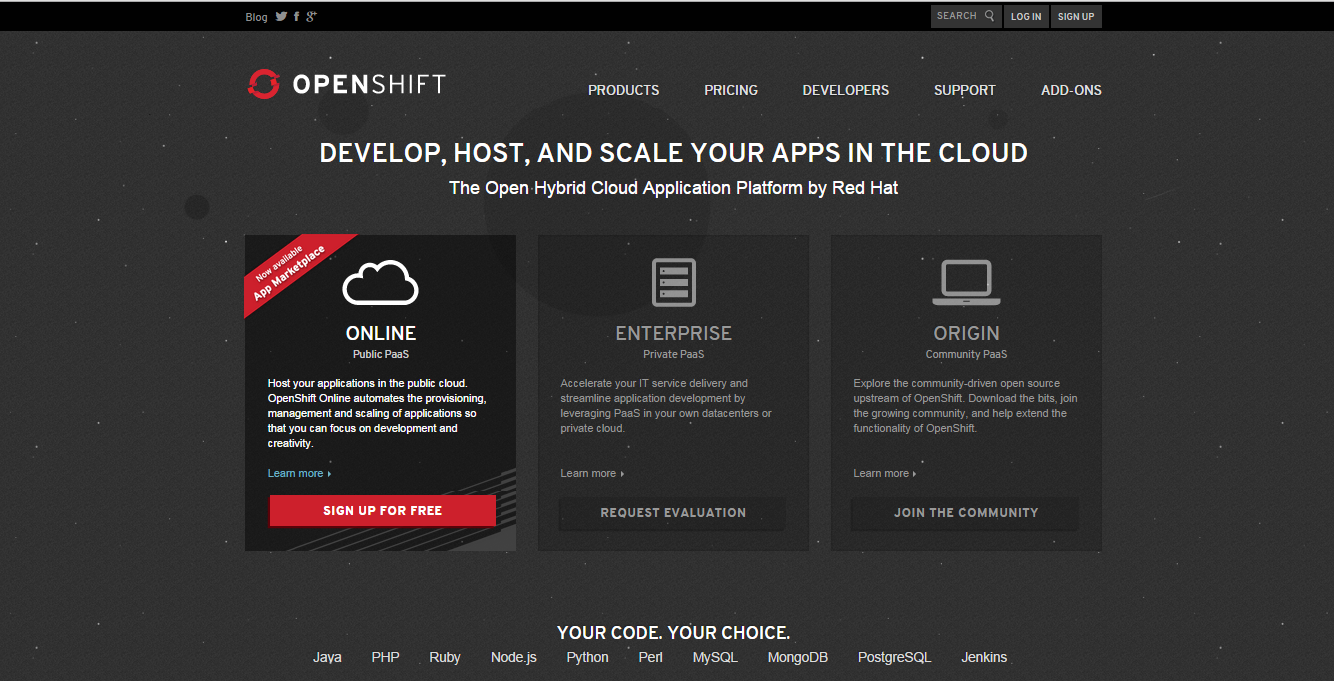 Blog
SEARCH
LOG IN
SIGN UP
OPENSHIFT
PRODUCTS
PRICING
DEVELOPERS
SUPPORT
ADD-ONS
DEVELOP, HOST, AND SCALE YOUR APPS IN THE CLOUD
The Open Hybrid Cloud Application Platform by Red Hat
Now available
App Marketplace
ONLINE
Public PaaS
Host your applications in the public cloud.
OpenShift Online automates the provisioning,
management and scaling of applications so
that you can focus on development and
creativity.
Learn more
SIGN UP FOR FREE
ENTERPRISE
Private PaaS
Accelerate your IT service delivery and
streamline application development by
leveraging PaaS in your own datacenters or
private cloud.
Learn more
REQUEST EVALUATION
ORIGIN
Community PaaS
Explore the community-driven open source
upstream of OpenShift. Download the bits, join
the growing community, and help extend the
functionality of OpenShift.
Learn more
JOIN THE COMMUNITY
YOUR CODE. YOUR CHOICE.
Java PHP Ruby Node.js Python Perl MySQL MongoDB PostgreSQL Jenkins